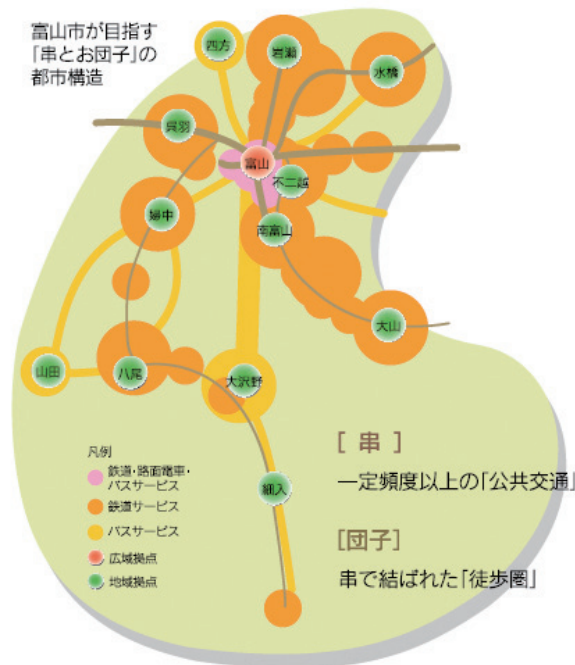 富山市が目指す
「串とお団子」の
都市構造
四方
岩瀬
水橋
呉羽
富山
不二越
婦中
南富山
大山
山田
八尾
大沢野
細入
凡例
鉄道・路面電車・
バスサービス
鉄道サービス
バスサービス
広域拠点
地域拠点
[ 串 ]
一定頻度以上の「公共交通」
[団子]
串で結ばれた「徒歩圏」